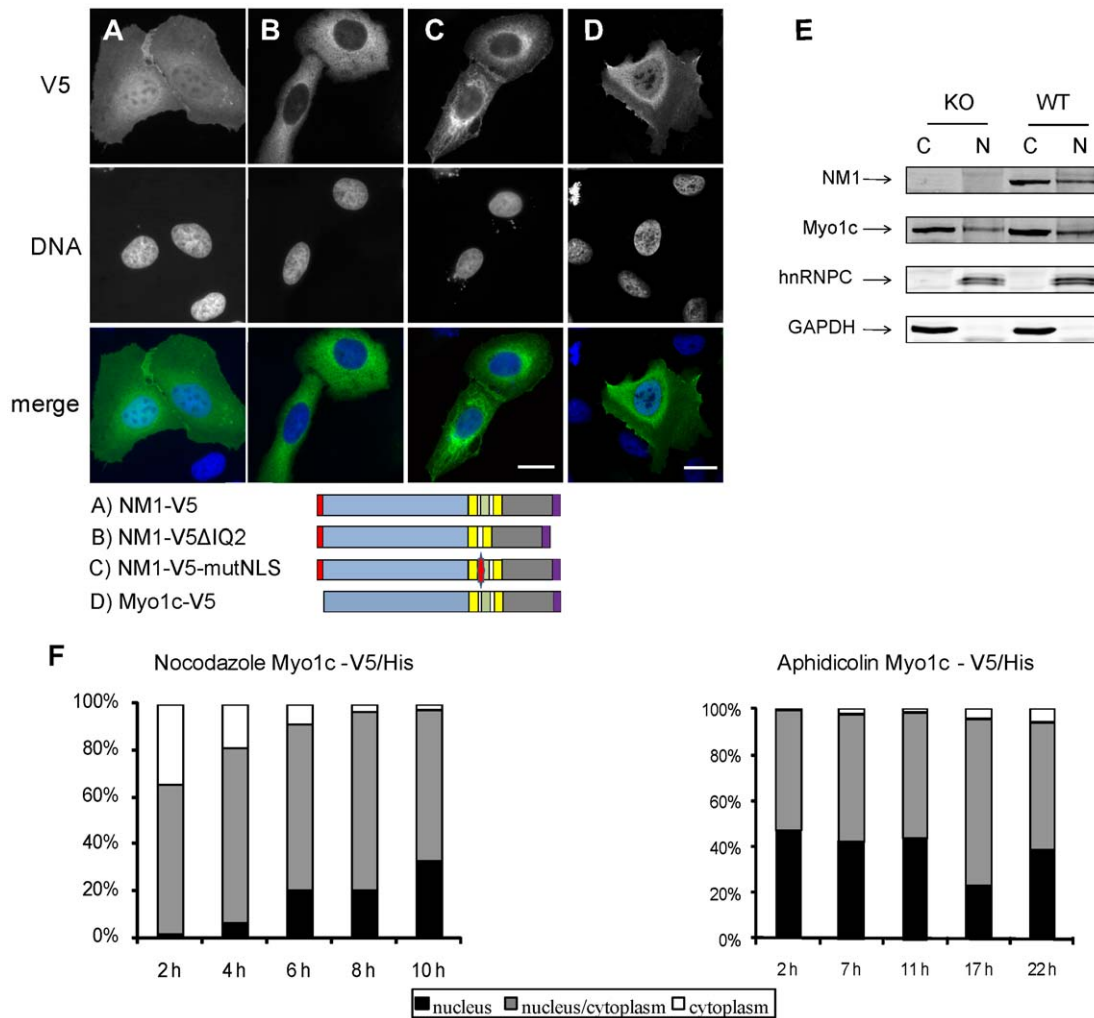 A B C D
V5
DNA
merge
E
KO WT
C N C N
NM1
Myo1c
hnRNPC
GAPDH
A) NM1-V5
B) NM1-V5ΔIQ2
C) NM1-V5-mutNLS
D) Myo1c-V5
F
Nocodazole Myo1c -V5/His
100%
80%
60%
40%
20%
0%
2 h 4 h 6 h 8 h 10 h
Aphidicolin Myo1c - V5/His
100%
80%
60%
40%
20%
0%
2 h 7 h 11 h 17 h 22 h
nucleus nucleus/cytoplasm cytoplasm